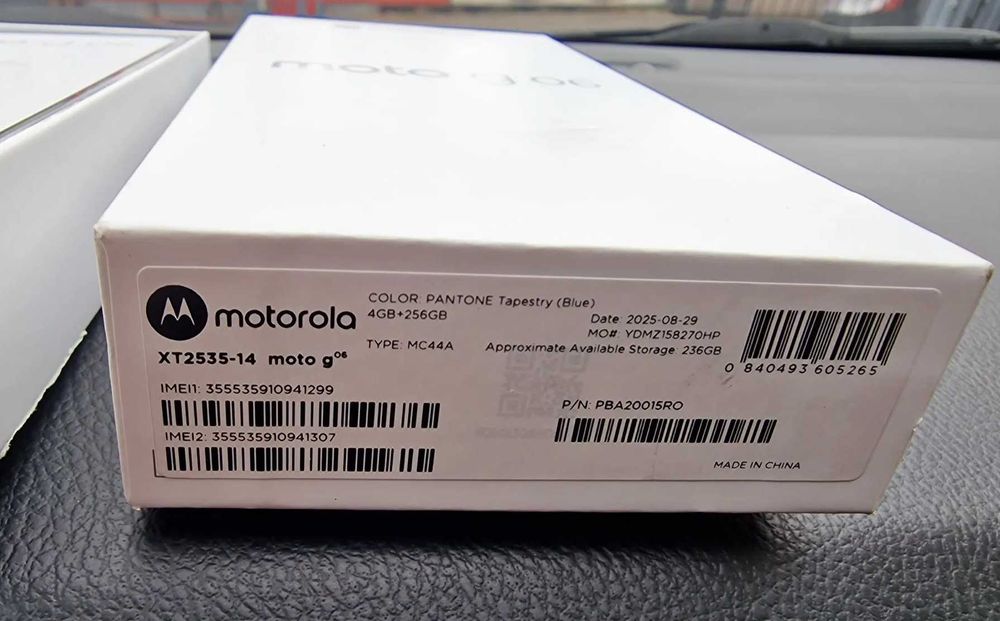 moto g 06
motorola
COLOR: PANTONE Tapestry (Blue)
4GB+256GB
Date: 2025-08-29
MO#: YDMZ158270HP
TYPE: MC44A
Approximate Available Storage: 236GB
0 840493 605265
XT2535-14 moto g⁰⁶
IMEI1: 355535910941299
P/N: PBA20015RO
IMEI2: 355535910941307
MADE IN CHINA